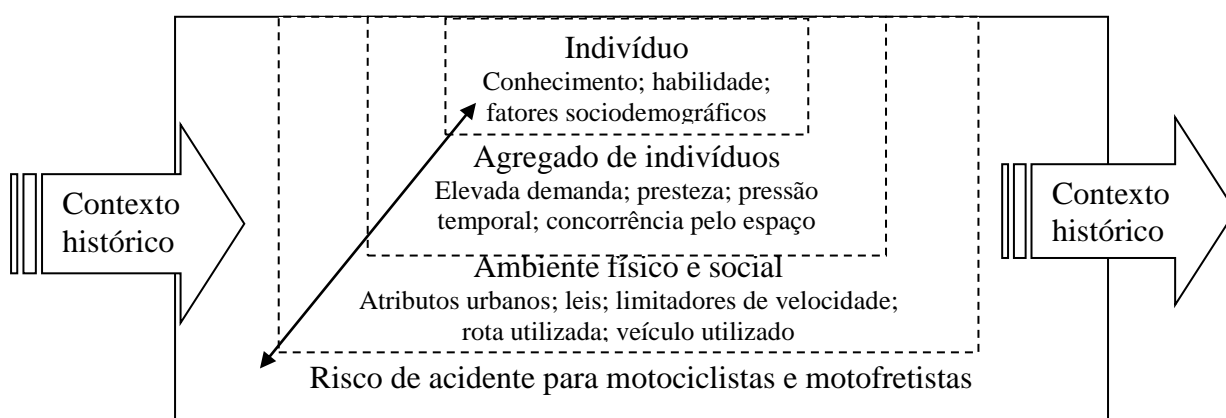 Indivíduo
Conhecimento; habilidade;
fatores sociodemográficos
Agregado de indivíduos
Elevada demanda; presteza; pressão
temporal; concorrência pelo espaço
Contexto
histórico
Contexto
histórico
Ambiente físico e social
Atributos urbanos; leis; limitadores de velocidade;
rota utilizada; veículo utilizado
Risco de acidente para motociclistas e motofretistas